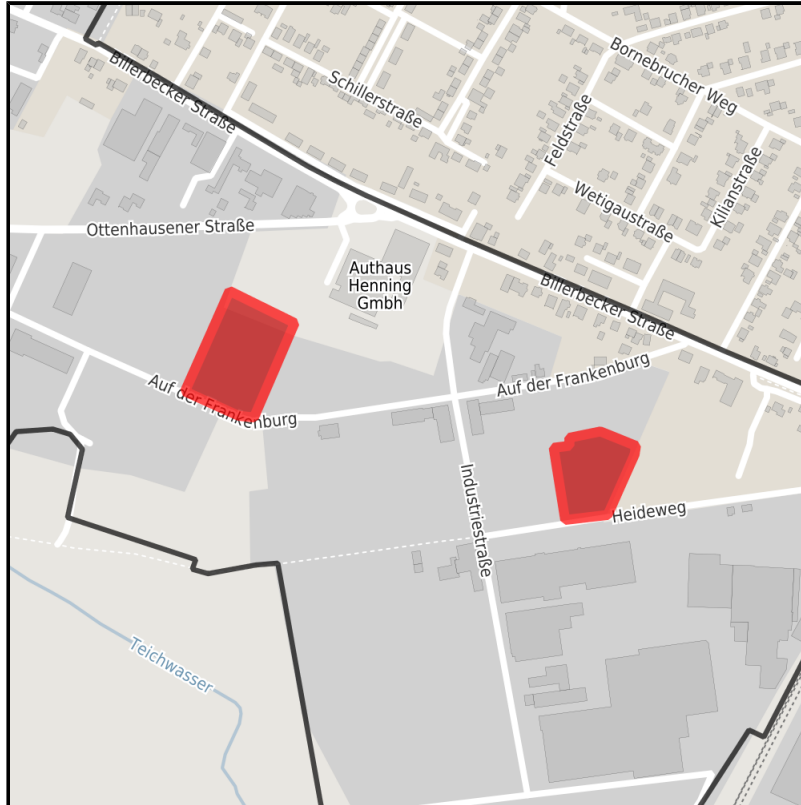 Bornebrucher Weg
Billerbecker Straße
Schillerstraße
Feldstraße
Kilianstraße
Wetigaustraße
Ottenhausener Straße
Authaus
Henning
Gmbh
Billerbecker Straße
Auf der Frankenburg
Auf der Frankenburg
Industriestraße
Heideweg
Teichwasser